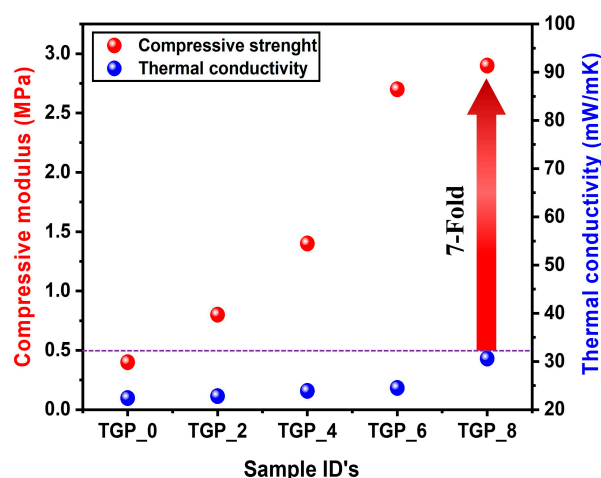 Compressive strenght
Thermal conductivity
Compressive modulus (MPa)
3.0
2.5
2.0
1.5
1.0
0.5
0.0
7-Fold
100
90
80
70
60
50
40
30
20
Thermal conductivity (mW/mK)
TGP_0 TGP_2 TGP_4 TGP_6 TGP_8
Sample ID's